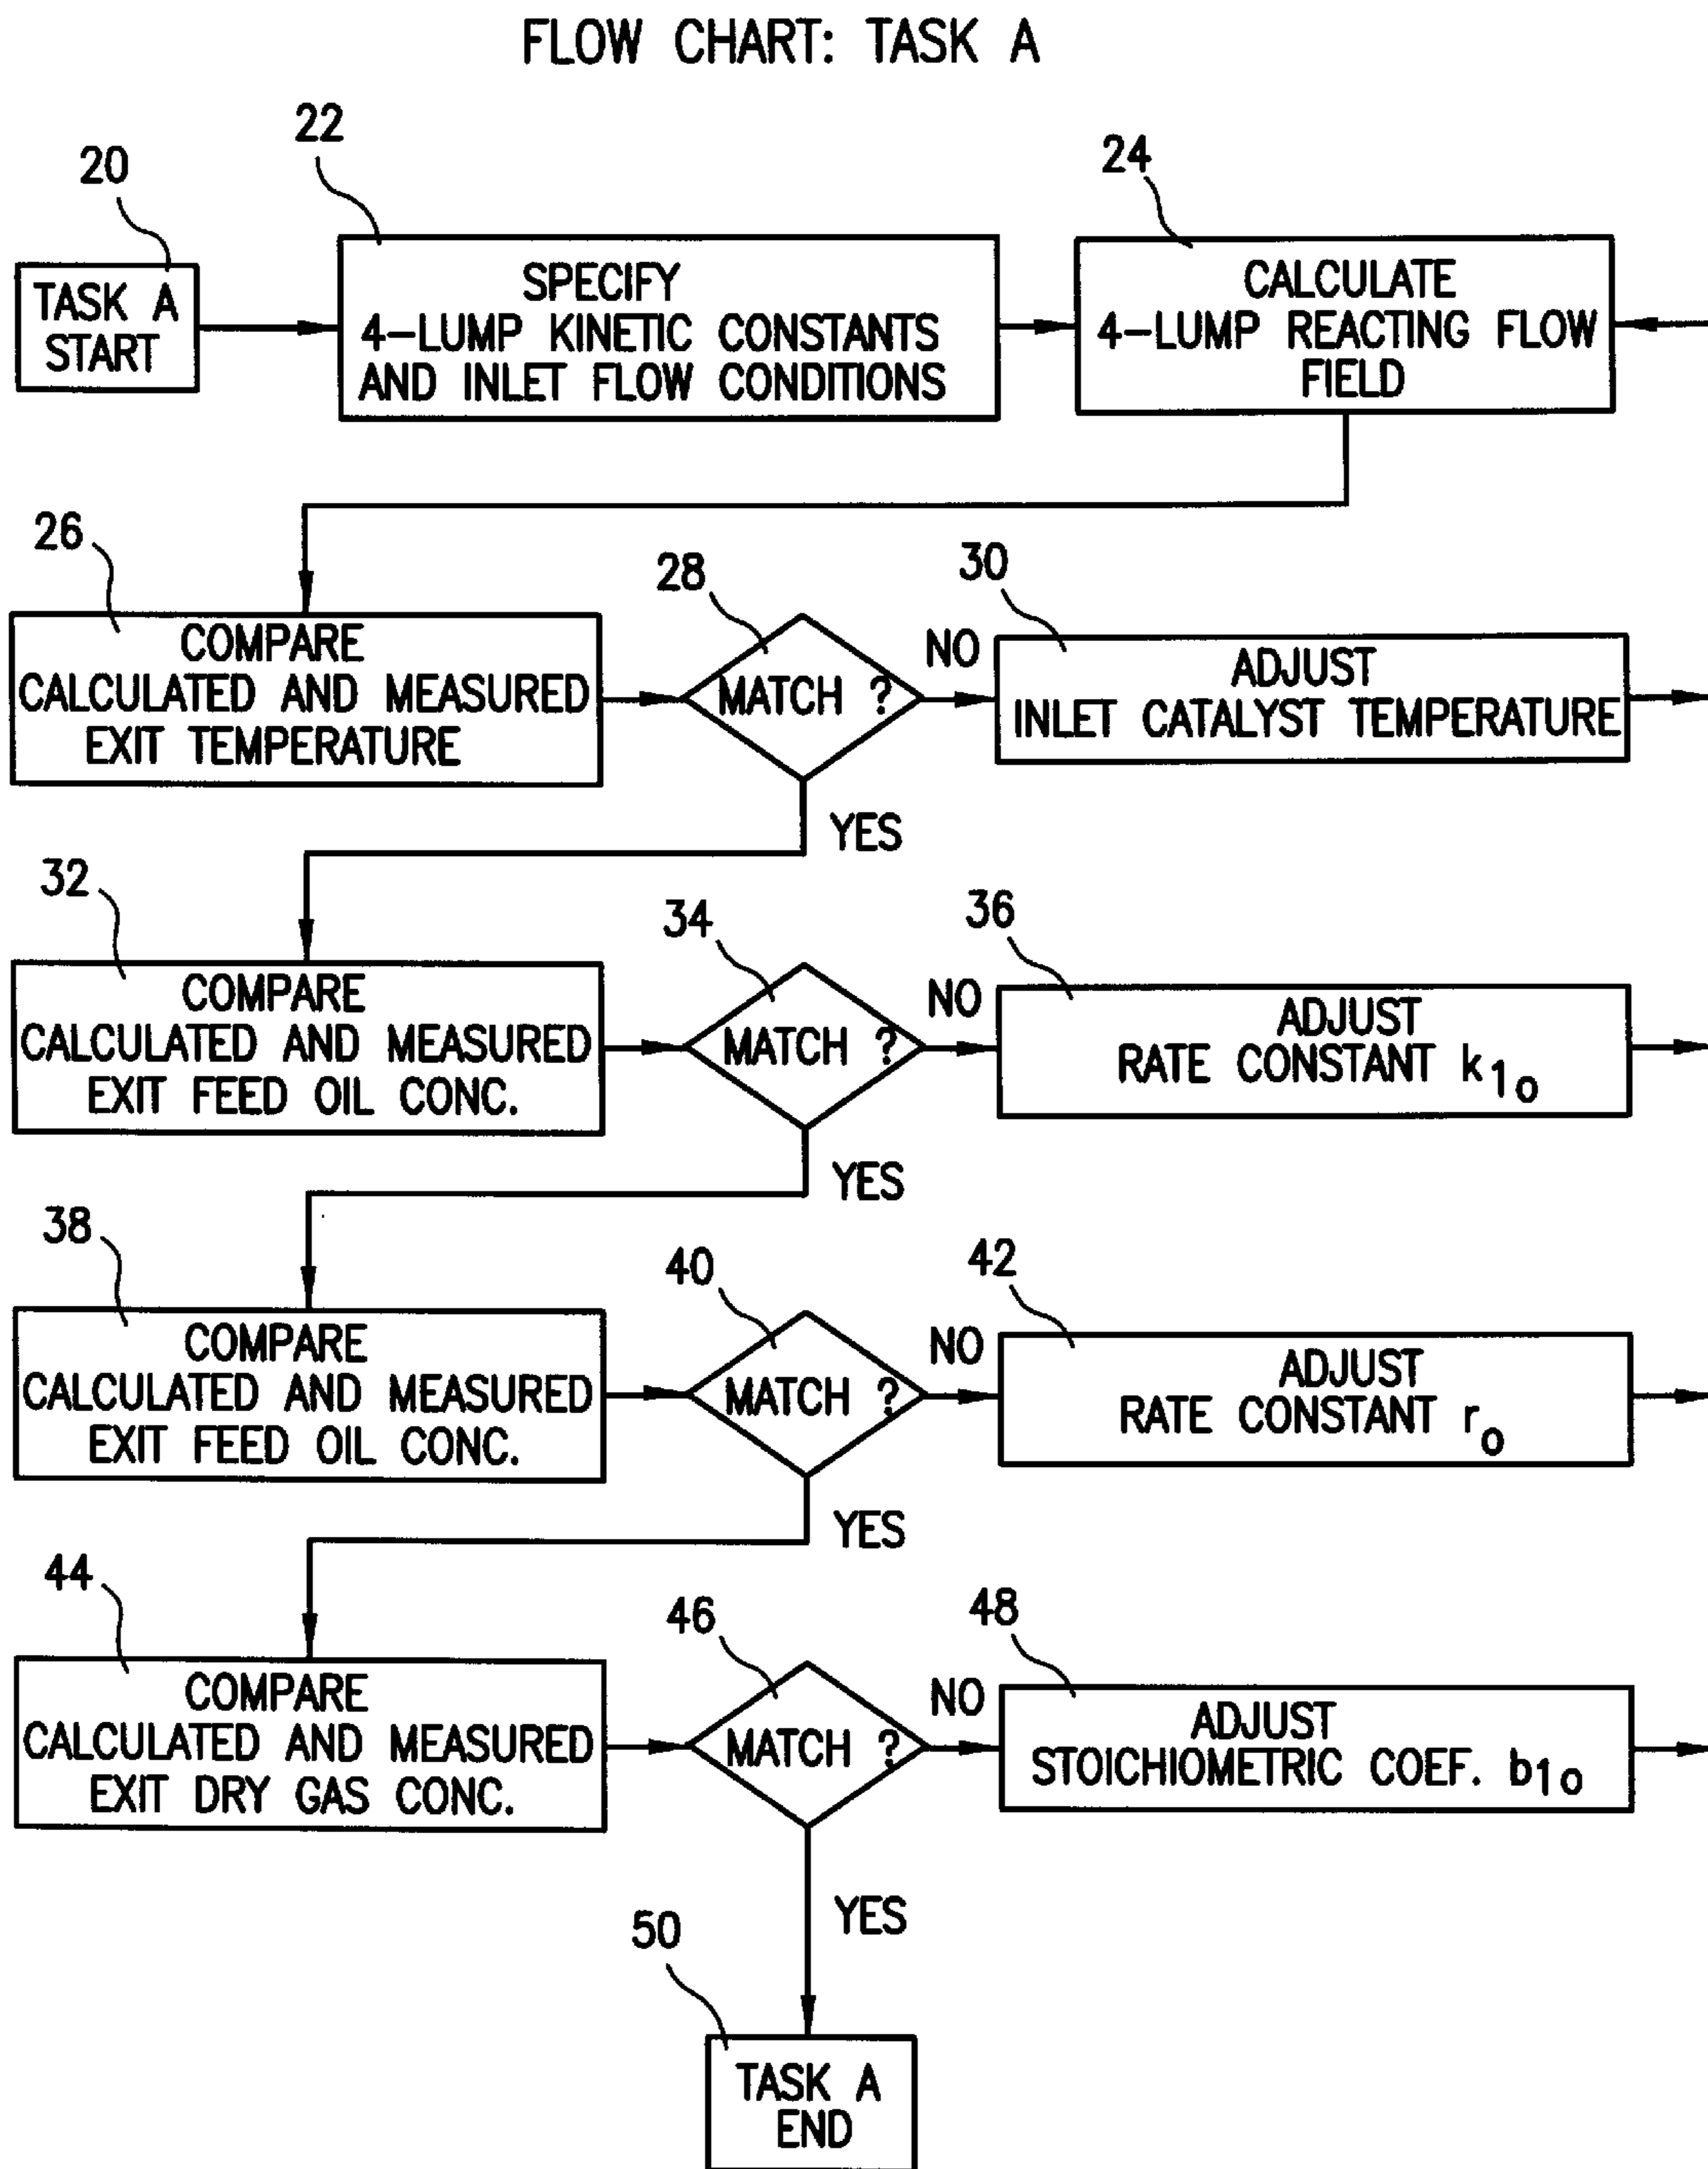 FLOW CHART: TASK A
20
22
24
TASK A
START
SPECIFY
4-LUMP KINETIC CONSTANTS
AND INLET FLOW CONDITIONS
CALCULATE
4-LUMP REACTING FLOW
FIELD
26
28
30
COMPARE
CALCULATED AND MEASURED
EXIT TEMPERATURE
MATCH ?
NO
ADJUST
INLET CATALYST TEMPERATURE
YES
32
34
36
COMPARE
CALCULATED AND MEASURED
EXIT FEED OIL CONC.
MATCH ?
NO
ADJUST
RATE CONSTANT k1o
YES
38
40
42
COMPARE
CALCULATED AND MEASURED
EXIT FEED OIL CONC.
MATCH ?
NO
ADJUST
RATE CONSTANT ro
YES
44
46
48
COMPARE
CALCULATED AND MEASURED
EXIT DRY GAS CONC.
MATCH ?
NO
ADJUST
STOICHIOMETRIC COEF. b1o
YES
50
TASK A
END